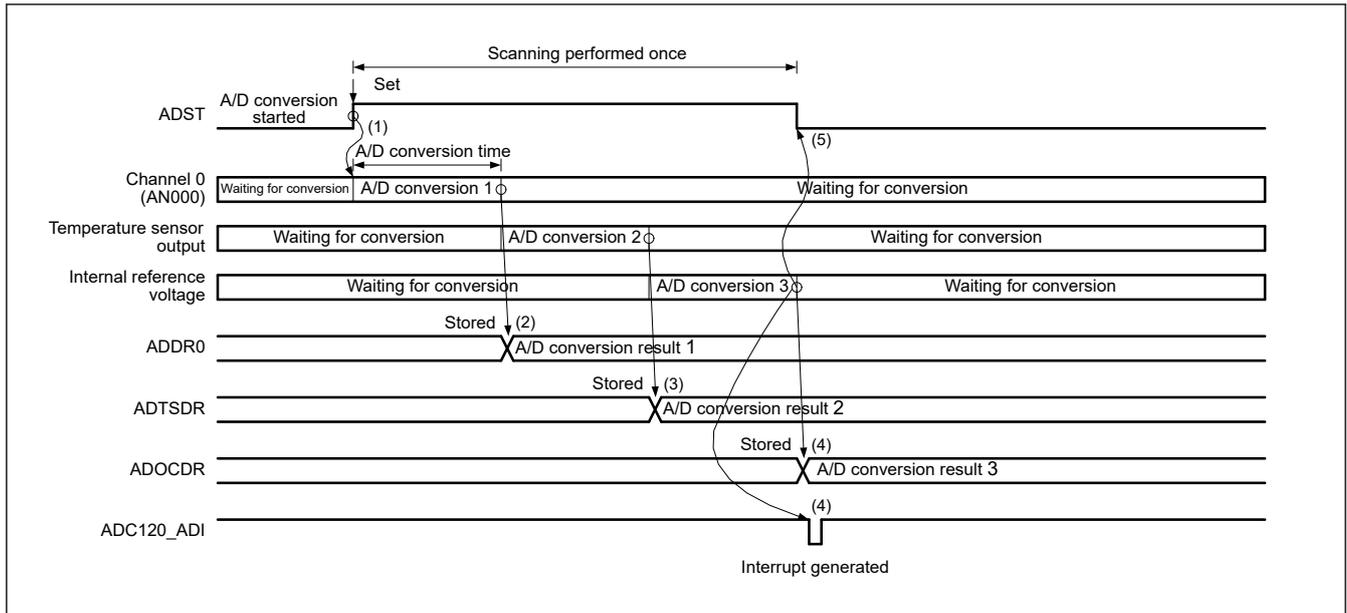 Scanning performed once
Set
ADST
A/D conversion
started
(1)
(5)
A/D conversion time
Channel 0
(AN000)
Waiting for conversion
A/D conversion 1
Waiting for conversion
Temperature sensor
output
Waiting for conversion
A/D conversion 2
Waiting for conversion
Internal reference
voltage
Waiting for conversion
A/D conversion 3
Waiting for conversion
Stored
(2)
ADDR0
A/D conversion result 1
Stored
(3)
ADTSDR
A/D conversion result 2
Stored
(4)
ADOCDR
A/D conversion result 3
(4)
ADC120_ADI
Interrupt generated